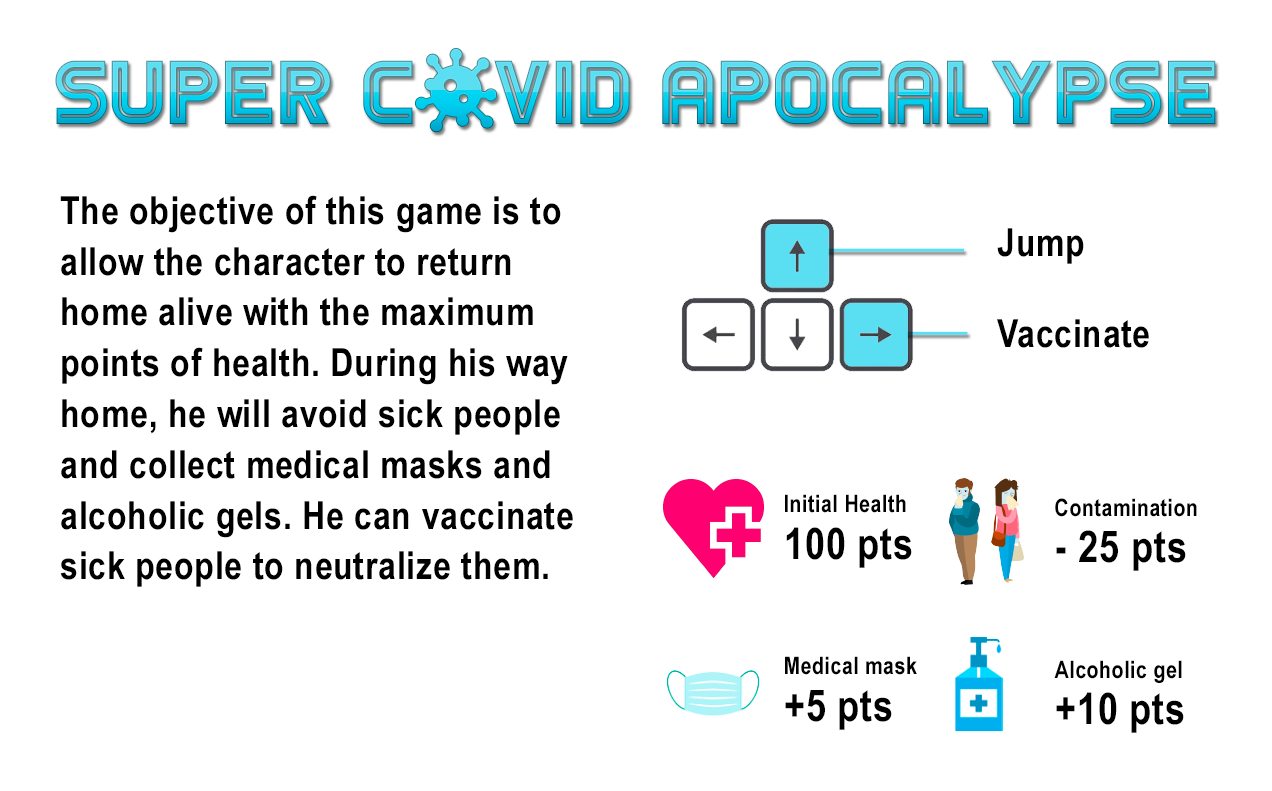 SUPER COVID APOCALYPSE
The objective of this game is to
allow the character to return
home alive with the maximum
points of health. During his way
home, he will avoid sick people
and collect medical masks and
alcoholic gels. He can vaccinate
sick people to neutralize them.
Jump
Vaccinate
Initial Health
100 pts
Contamination
- 25 pts
Medical mask
+5 pts
Alcoholic gel
+10 pts